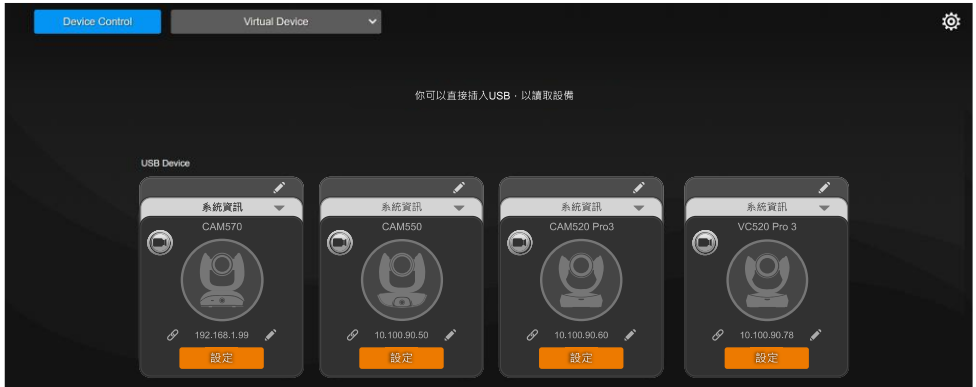 Device Control
Virtual Device
你可以直接插入USB，以讀取設備
USB Device
系統資訊
CAM570
192.168.1.99
設定
系統資訊
CAM550
10.100.90.50
設定
系統資訊
CAM520 Pro3
10.100.90.60
設定
系統資訊
VC520 Pro 3
10.100.90.78
設定